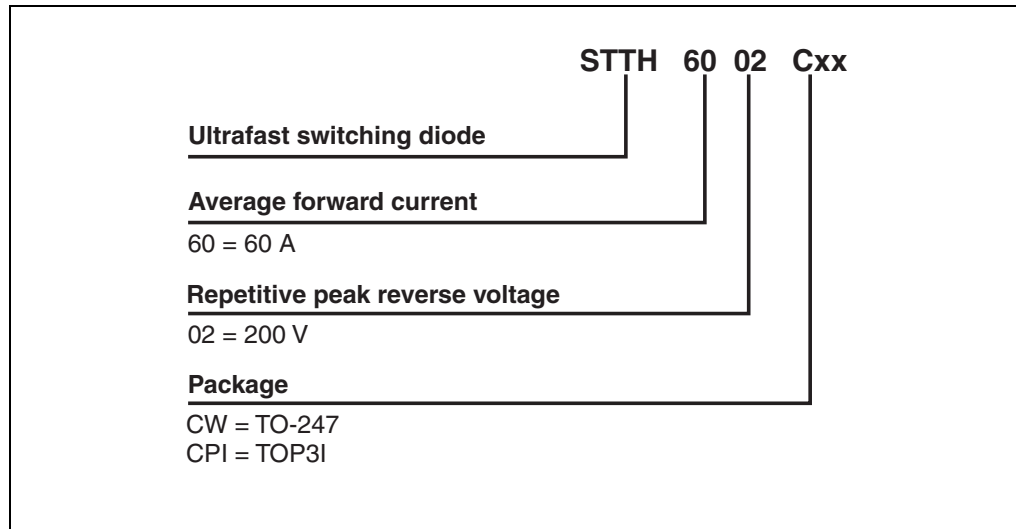 STTH 60 02 Cxx
Ultrafast switching diode
Average forward current
60 = 60 A
Repetitive peak reverse voltage
02 = 200 V
Package
CW = TO-247
CPI = TOP3I